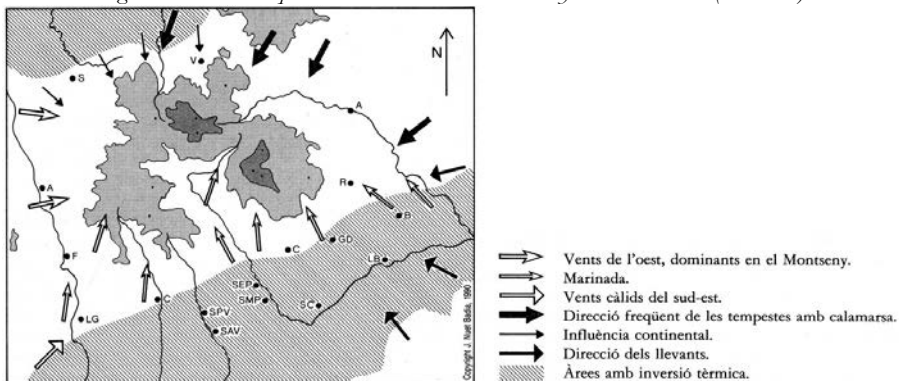 S
V
N
A
A
R
B
F
C
GD
LB
SEP
SMP
SC
C
SPV
LG
SAV
Copyright J. Nuet Badia, 1990
Vents de l'oest, dominants en el Montseny.
Marinada.
Vents càlids del sud-est.
Direcció freqüent de les tempestes amb calamarsa.
Influència continental.
Direcció dels llevants.
Àrees amb inversió tèrmica.